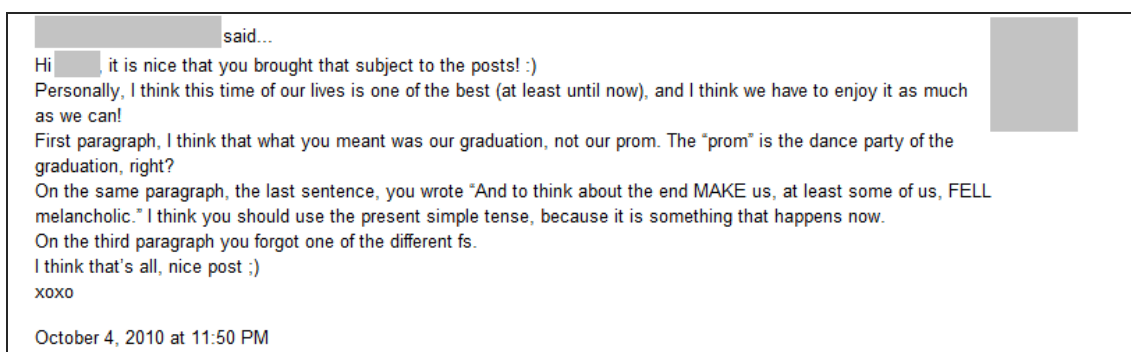 said...
Hi , it is nice that you brought that subject to the posts! :)
Personally, I think this time of our lives is one of the best (at least until now), and I think we have to enjoy it as much
as we can!
First paragraph, I think that what you meant was our graduation, not our prom. The “prom” is the dance party of the
graduation, right?
On the same paragraph, the last sentence, you wrote “And to think about the end MAKE us, at least some of us, FELL
melancholic.” I think you should use the present simple tense, because it is something that happens now.
On the third paragraph you forgot one of the different fs.
I think that’s all, nice post ;)
xoxo
October 4, 2010 at 11:50 PM